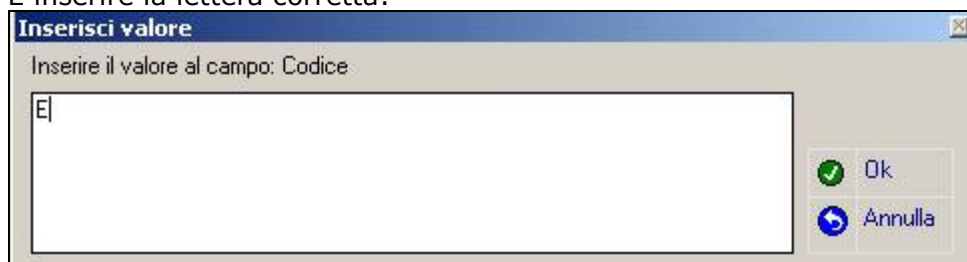 E inserire la lettera corretta:
Inserisci valore
Inserire il valore al campo: Codice
E
Ok
Annulla